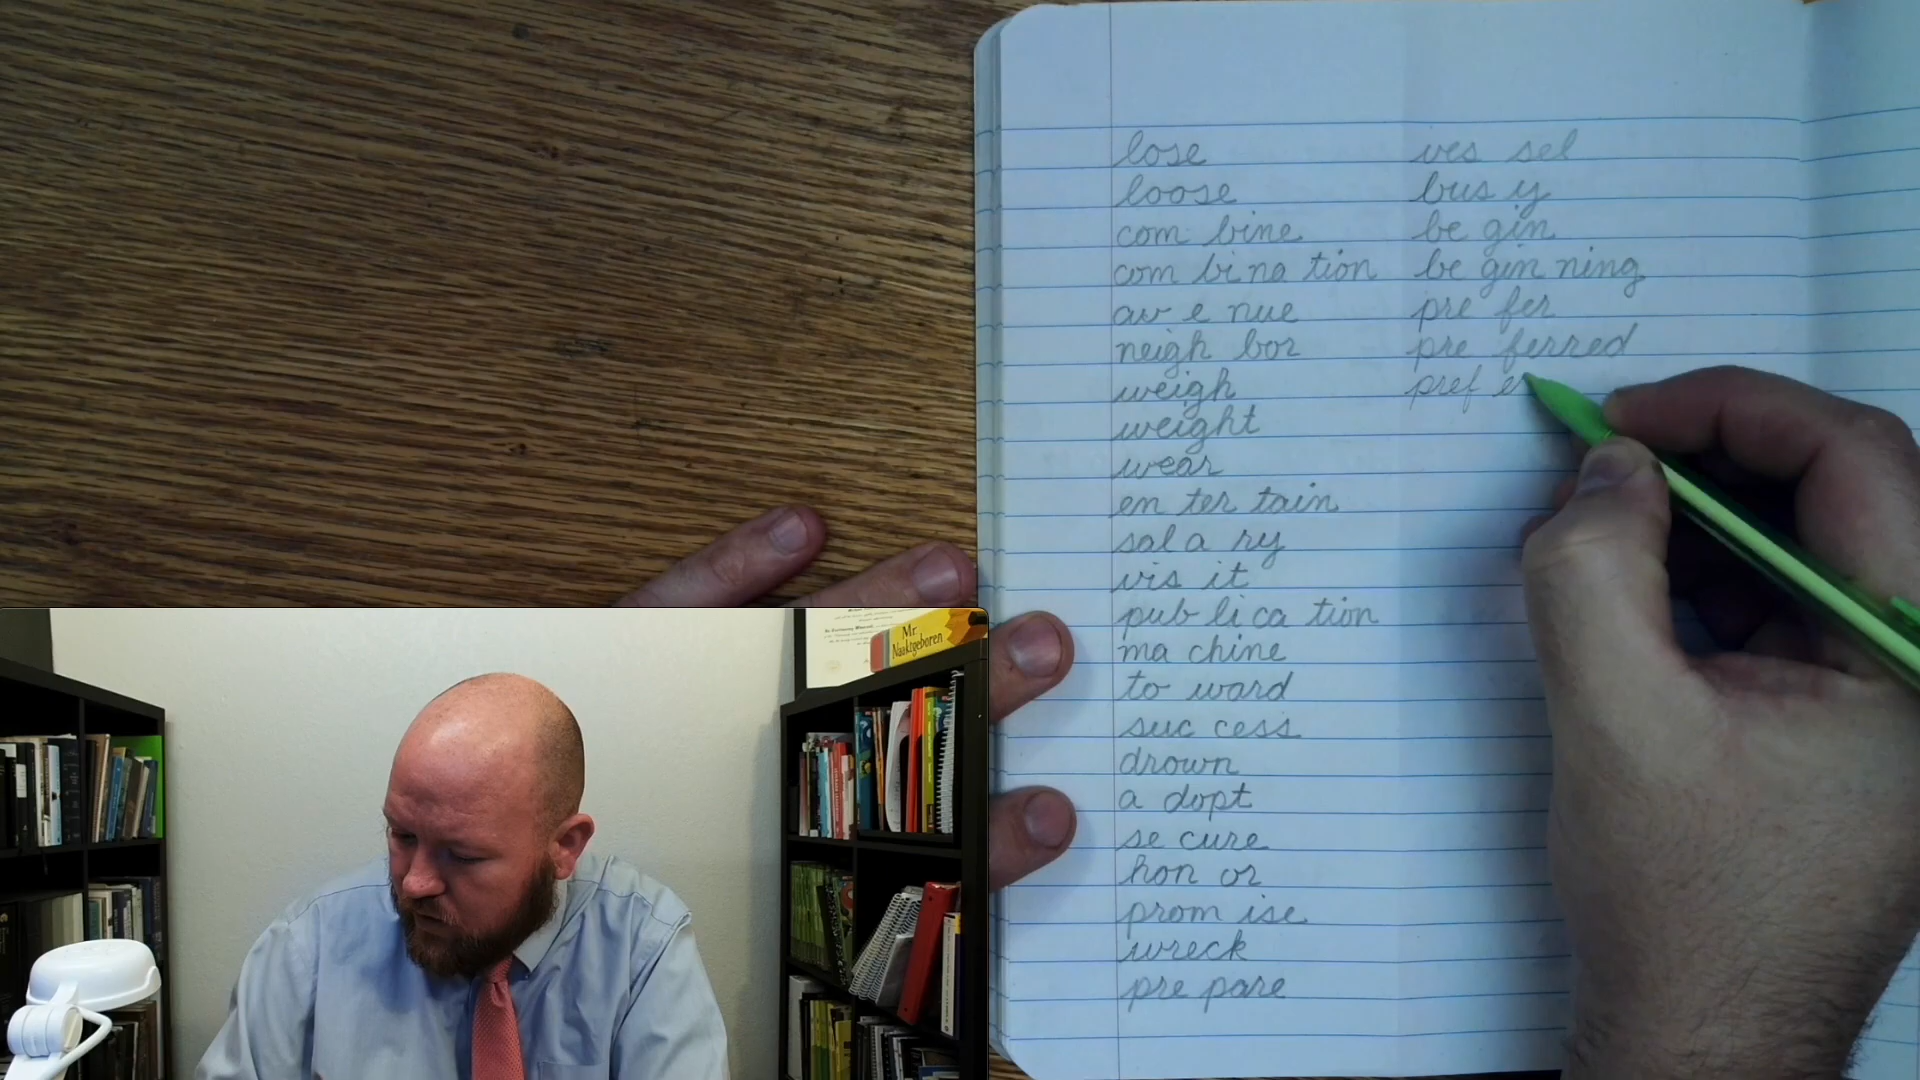 lose
loose
com bine
com bi na tion
av e nue
neigh bor
weigh
weight
wear
en ter tain
sal a ry
vis it
pub li ca tion
ma chine
to ward
suc cess
drown
a dopt
se cure
hon or
prom ise
wreck
pre pare
ves sel
bus y
be gin
be gin ning
pre fer
pre ferred
pref er
Mr.
Naaktgeboren